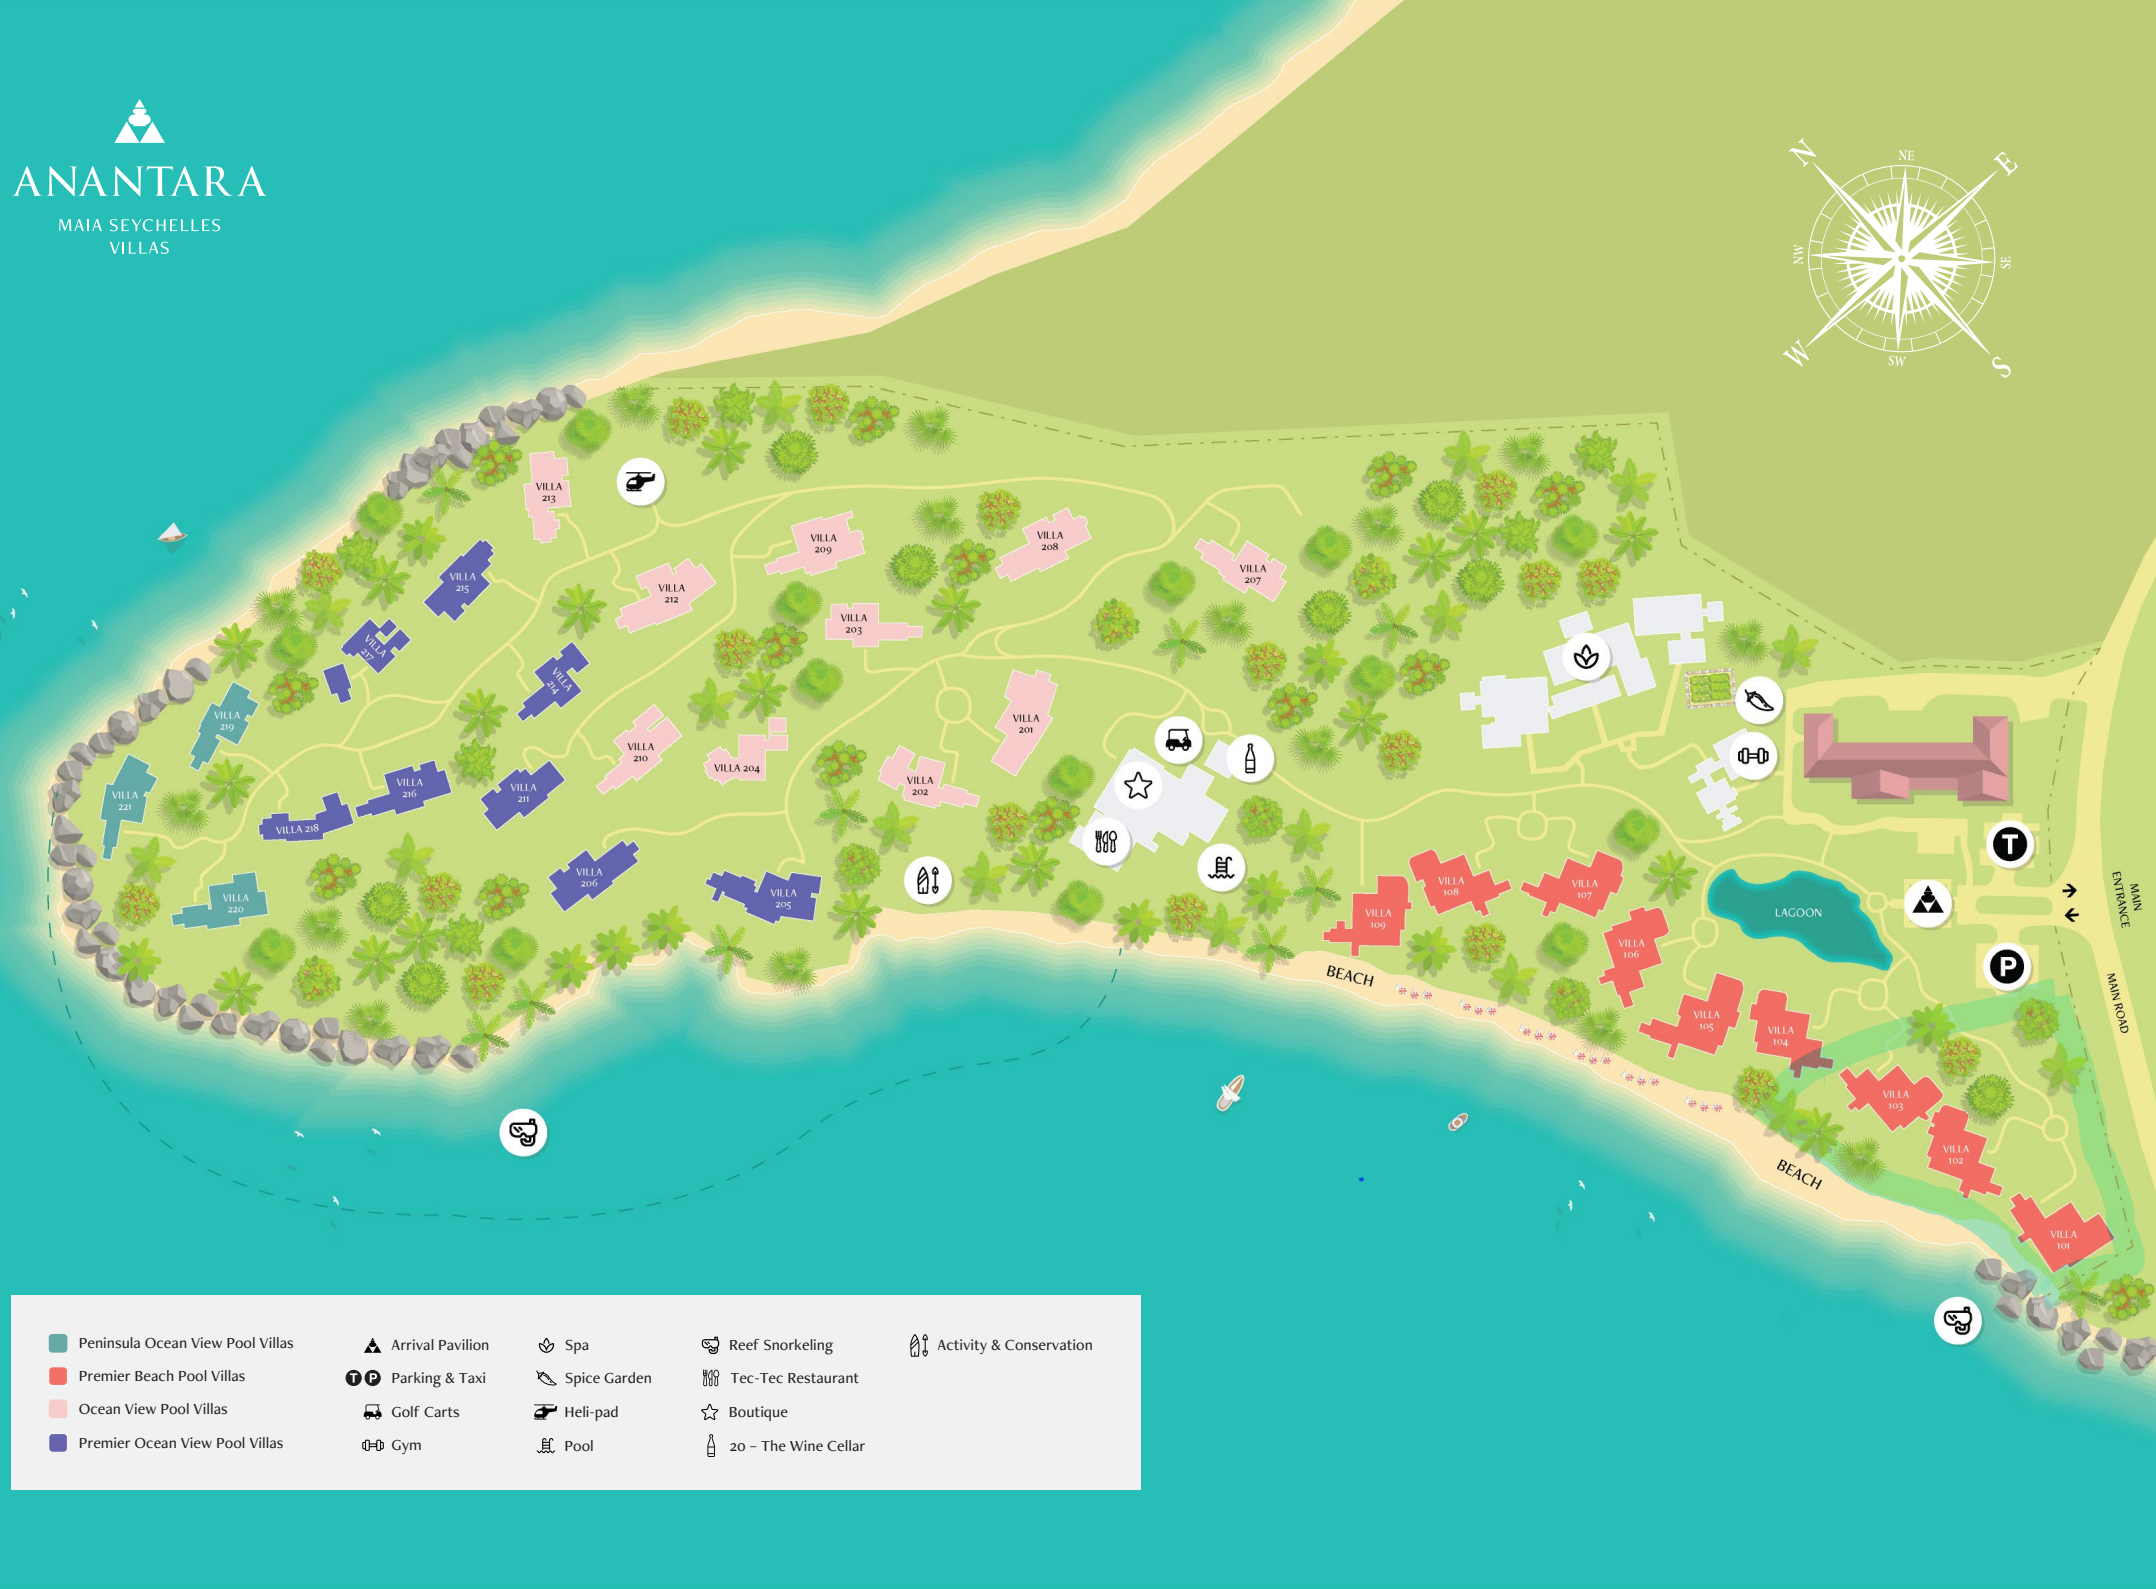 ANANTARA
MAIA SEYCHELLES
VILLAS
N
NE
E
NW
SE
W
SW
S
VILLA
213
VILLA
209
VILLA
208
VILLA
207
VILLA
215
VILLA
212
VILLA
203
VILLA
217
VILLA
214
VILLA
219
VILLA
210
VILLA 204
VILLA
201
VILLA
202
VILLA
221
VILLA
216
VILLA
211
VILLA 218
VILLA
220
VILLA
206
VILLA
205
VILLA
109
VILLA
108
VILLA
107
VILLA
106
VILLA
105
VILLA
104
VILLA
103
VILLA
102
VILLA
101
LAGOON
T
P
MAIN
ENTRANCE
MAIN ROAD
BEACH
BEACH
Peninsula Ocean View Pool Villas
Premier Beach Pool Villas
Ocean View Pool Villas
Premier Ocean View Pool Villas
Arrival Pavilion
T P Parking & Taxi
Golf Carts
Gym
Spa
Spice Garden
Heli-pad
Pool
Reef Snorkeling
Tec-Tec Restaurant
Boutique
20 – The Wine Cellar
Activity & Conservation